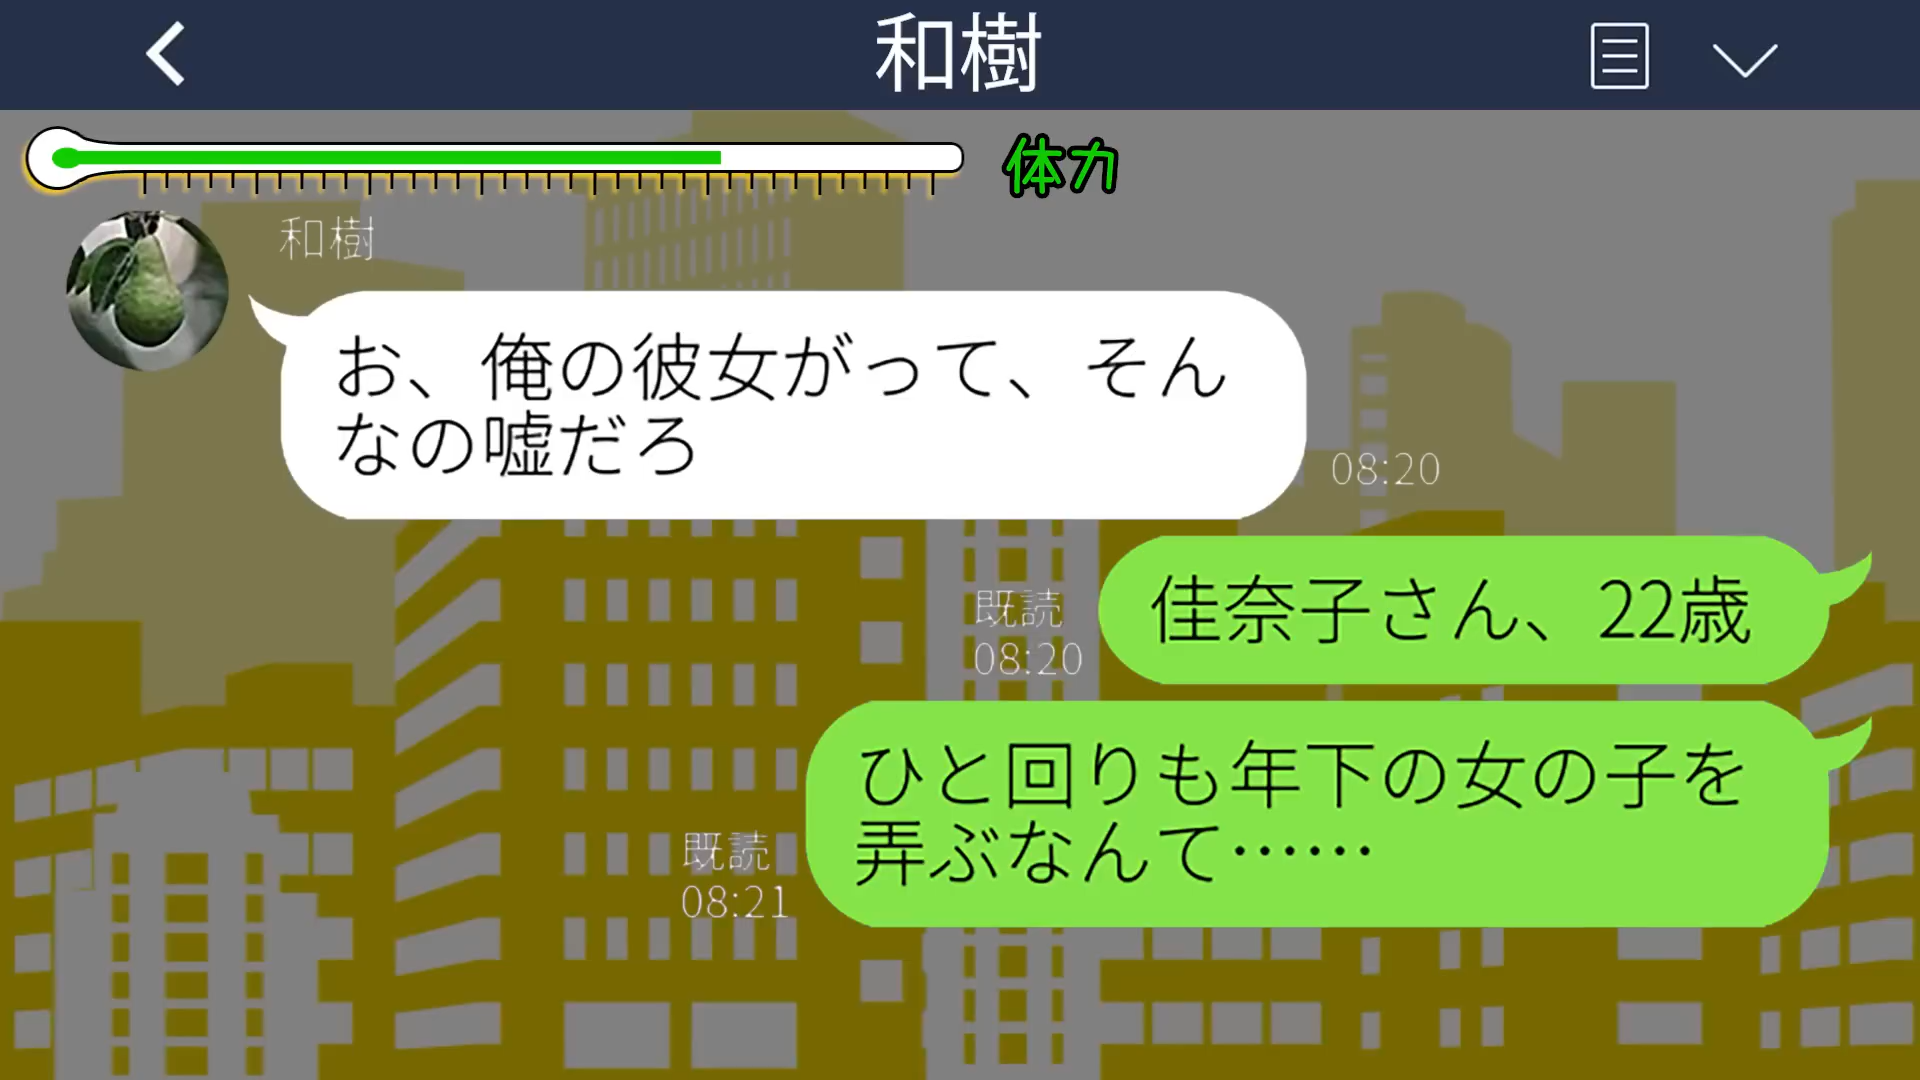 和樹
体力
和樹
お、俺の彼女がって、そん
なの嘘だろ
08:20
佳奈子さん、22歳
既読
08:20
ひと回りも年下の女の子を
弄ぶなんて……
既読
08:21